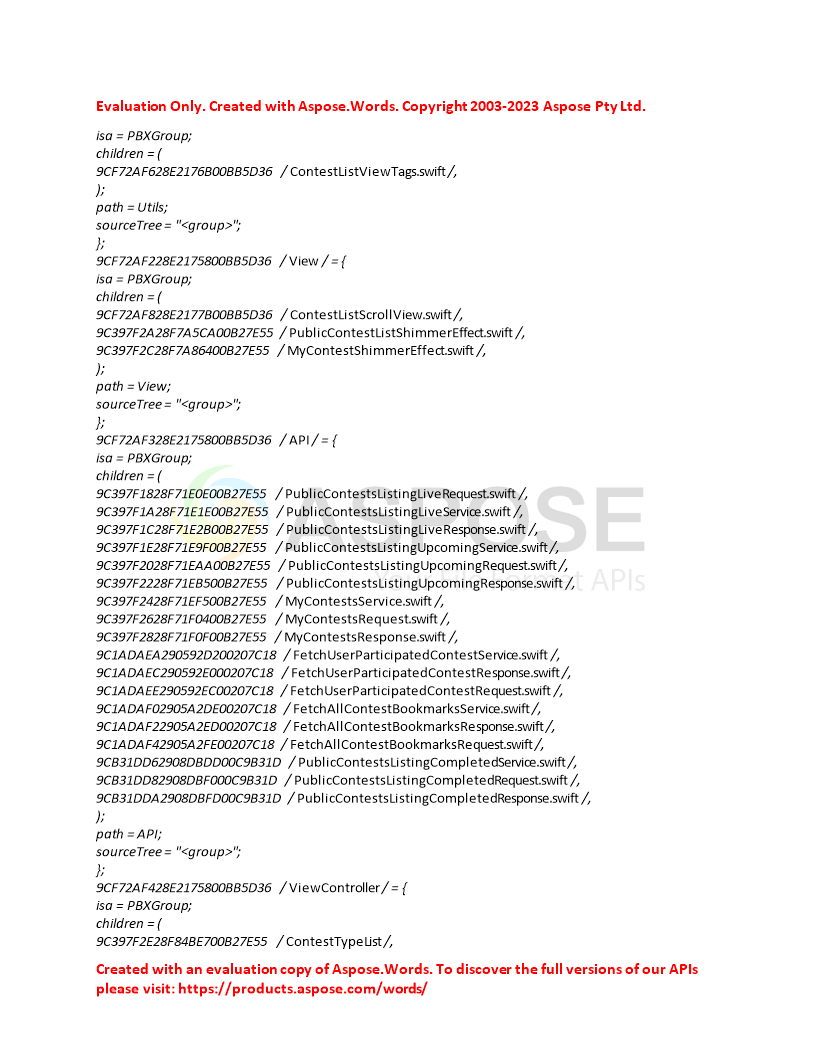 Evaluation Only. Created with Aspose.Words. Copyright 2003-2023 Aspose Pty Ltd.
isa = PBXGroup;
children = (
9CF72AF628E2176B00BB5D36 / ContestListViewTags.swift /,
);
path = Utils;
sourceTree = "<group>";
};
9CF72AF228E2175800BB5D36 / View / = {
isa = PBXGroup;
children = (
9CF72AF828E2177B00BB5D36 / ContestListScrollView.swift /,
9C397F2A28F7A5CA00B27E55 / PublicContestListShimmerEffect.swift /,
9C397F2C28F7A86400B27E55 / MyContestShimmerEffect.swift /,
);
path = View;
sourceTree = "<group>";
};
9CF72AF328E2175800BB5D36 / API / = {
isa = PBXGroup;
children = (
9C397F1828F71E0E00B27E55 / PublicContestsListingLiveRequest.swift /,
9C397F1A28F71E1E00B27E55 / PublicContestsListingLiveService.swift /,
9C397F1C28F71E2B00B27E55 / PublicContestsListingLiveResponse.swift /,
9C397F1E28F71E9F00B27E55 / PublicContestsListingUpcomingService.swift /,
9C397F2028F71EAA00B27E55 / PublicContestsListingUpcomingRequest.swift /,
9C397F2228F71EB500B27E55 / PublicContestsListingUpcomingResponse.swift /,
9C397F2428F71EF500B27E55 / MyContestsService.swift /,
9C397F2628F71F0400B27E55 / MyContestsRequest.swift /,
9C397F2828F71F0F00B27E55 / MyContestsResponse.swift /,
9C1ADAEA290592D200207C18 / FetchUserParticipatedContestService.swift /,
9C1ADAEC290592E000207C18 / FetchUserParticipatedContestResponse.swift /,
9C1ADAEE290592EC00207C18 / FetchUserParticipatedContestRequest.swift /,
9C1ADAF02905A2DE00207C18 / FetchAllContestBookmarksService.swift /,
9C1ADAF22905A2ED00207C18 / FetchAllContestBookmarksResponse.swift /,
9C1ADAF42905A2FE00207C18 / FetchAllContestBookmarksRequest.swift /,
9CB31DD62908DBDD00C9B31D / PublicContestsListingCompletedService.swift /,
9CB31DD82908DBF000C9B31D / PublicContestsListingCompletedRequest.swift /,
9CB31DDA2908DBFD00C9B31D / PublicContestsListingCompletedResponse.swift /,
);
path = API;
sourceTree = "<group>";
};
9CF72AF428E2175800BB5D36 / ViewController / = {
isa = PBXGroup;
children = (
9C397F2E28F84BE700B27E55 / ContestTypeList /,
Created with an evaluation copy of Aspose.Words. To discover the full versions of our APIs
please visit: https://products.aspose.com/words/
ASPOSE
APIs